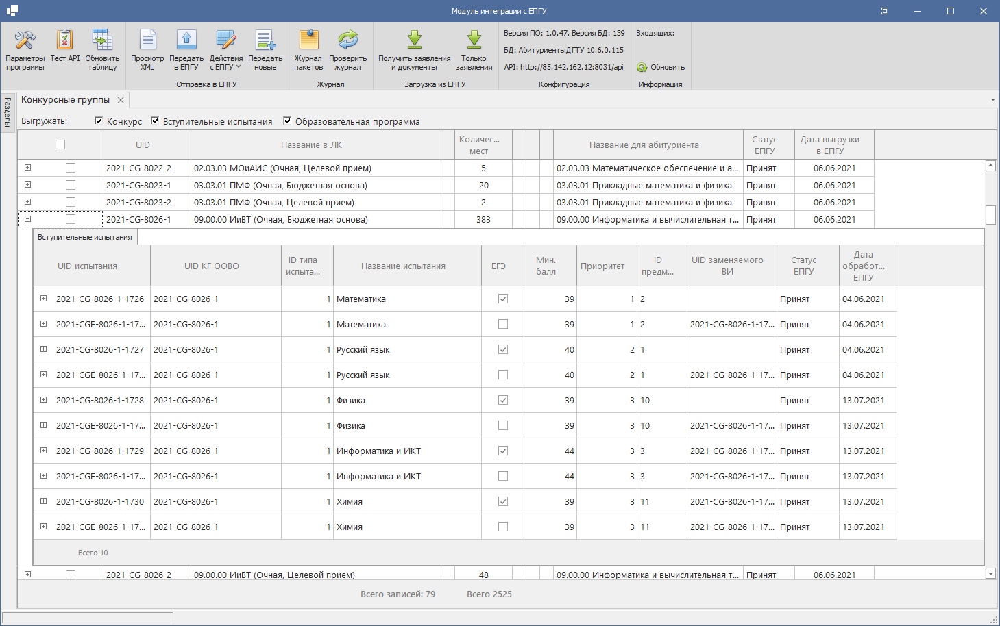 Модуль интеграции с ЕПГУ
Параметры программы
Тест API
Обновить таблицу
Просмотр XML
Передать в ЕПГУ
Действия с ЕПГУ
Передать новые
Отправка в ЕПГУ
Журнал пакетов
Проверить журнал
Журнал
Получить заявления и документы
Только заявления
Загрузка из ЕПГУ
Версия ПО: 1.0.47. Версия БД: 139
БД: АбитуриентыДГТУ 10.6.0.115
API: http://85.142.162.12:8031/api
Конфигурация
Входящих:
Обновить
Информация
Разделы
Конкурсные группы
Выгружать: Конкурс Вступительные испытания Образовательная программа
UID Название в ЛК Количес... мест Название для абитуриента Статус ЕПГУ Дата выгрузки в ЕПГУ
2021-CG-8022-2 02.03.03 МОиАИС (Очная, Целевой прием) 5 02.03.03 Математическое обеспечение и а... Принят 06.06.2021
2021-CG-8023-1 03.03.01 ПМФ (Очная, Бюджетная основа) 20 03.03.01 Прикладные математика и физика Принят 06.06.2021
2021-CG-8023-2 03.03.01 ПМФ (Очная, Целевой прием) 2 03.03.01 Прикладные математика и физика Принят 06.06.2021
2021-CG-8026-1 09.00.00 ИиВТ (Очная, Бюджетная основа) 383 09.00.00 Информатика и вычислительная т... Принят 06.06.2021
Вступительные испытания
UID испытания UID КГ ООВО ID типа испыта... Название испытания ЕГЭ Мин. балл Приоритет ID предм... UID заменяемого ВИ Статус ЕПГУ Дата обработ... ЕПГУ
2021-CG-8026-1-1726 2021-CG-8026-1 1 Математика 39 1 2 Принят 04.06.2021
2021-CGE-8026-1-17... 2021-CG-8026-1 1 Математика 39 1 2 2021-CG-8026-1-17... Принят 04.06.2021
2021-CG-8026-1-1727 2021-CG-8026-1 1 Русский язык 40 2 1 Принят 04.06.2021
2021-CGE-8026-1-17... 2021-CG-8026-1 1 Русский язык 40 2 1 2021-CG-8026-1-17... Принят 04.06.2021
2021-CG-8026-1-1728 2021-CG-8026-1 1 Физика 39 3 10 Принят 13.07.2021
2021-CGE-8026-1-17... 2021-CG-8026-1 1 Физика 39 3 10 2021-CG-8026-1-17... Принят 13.07.2021
2021-CG-8026-1-1729 2021-CG-8026-1 1 Информатика и ИКТ 44 3 3 2021-CG-8026-1-17... Принят 13.07.2021
2021-CGE-8026-1-17... 2021-CG-8026-1 1 Информатика и ИКТ 44 3 3 2021-CG-8026-1-17... Принят 13.07.2021
2021-CG-8026-1-1730 2021-CG-8026-1 1 Химия 39 3 11 2021-CG-8026-1-17... Принят 13.07.2021
2021-CGE-8026-1-17... 2021-CG-8026-1 1 Химия 39 3 11 2021-CG-8026-1-17... Принят 13.07.2021
Всего 10
2021-CG-8026-2 09.00.00 ИиВТ (Очная, Целевой прием) 48 09.00.00 Информатика и вычислительная т... Принят 06.06.2021
Всего записей: 79 Всего 2525